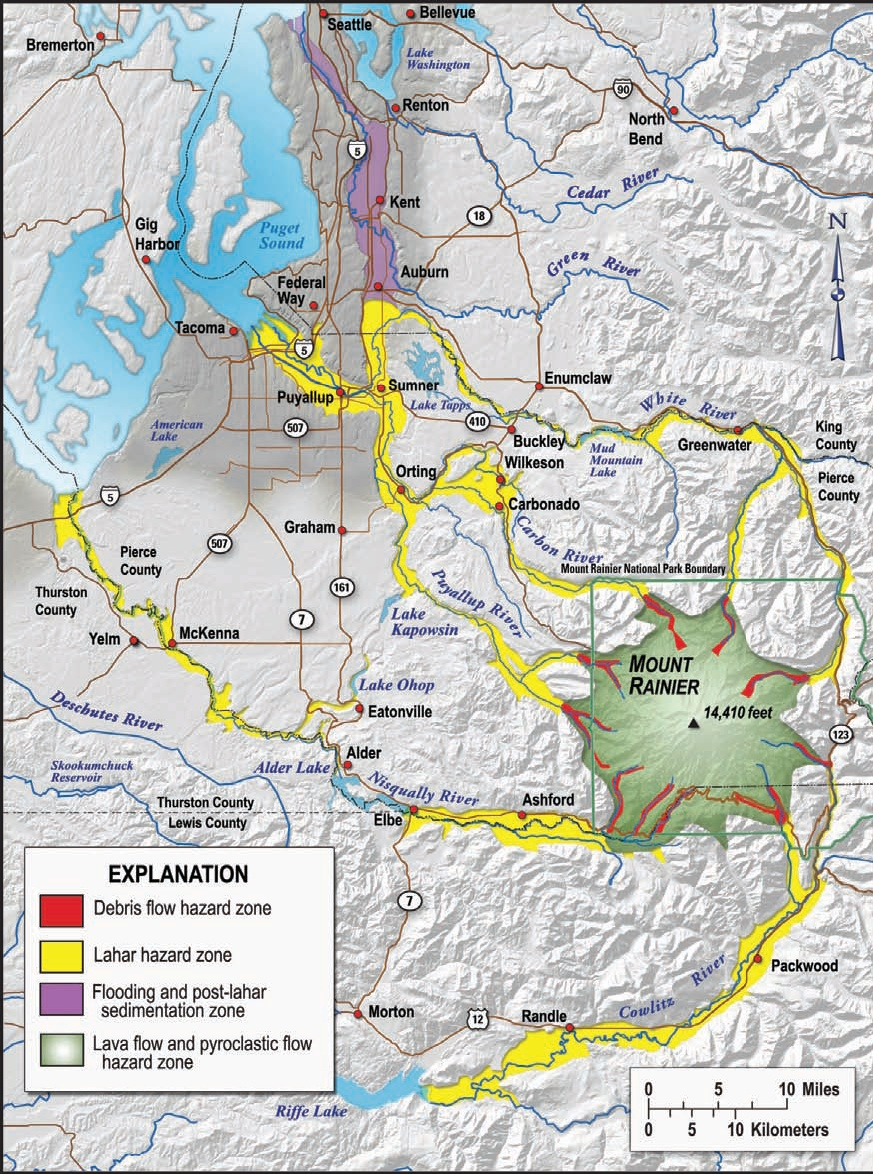 Seattle
Bellevue
Bremerton
Lake
Washington
90
Renton
North
Bend
5
Kent
Cedar River
18
Gig
Harbor
Puget
Sound
N
Green River
Auburn
Federal
Way
Tacoma
5
Enumclaw
Sumner
Puyallup
Lake Tapps
White River
American
Lake
507
410
Buckley
Greenwater
King
County
Mud
Mountain
Lake
Wilkeson
Orting
Pierce
County
5
Carbonado
Graham
Carbon River
507
Pierce
County
Mount Rainier National Park Boundary
Thurston
County
161
Puyallup River
7
Lake
Kapowsin
Yelm
McKenna
MOUNT
RAINIER
Lake Ohop
14,410 feet
Eatonville
Deschutes River
123
Alder
Skookumchuck
Reservoir
Alder Lake
Nisqually River
Thurston County
Lewis County
Ashford
Elbe
EXPLANATION
Debris flow hazard zone
Lahar hazard zone
Flooding and post-lahar
sedimentation zone
Lava flow and pyroclastic flow
hazard zone
7
Packwood
Cowlitz River
Morton
12
Randle
Riffe Lake
0 5 10 Miles
0 5 10 Kilometers